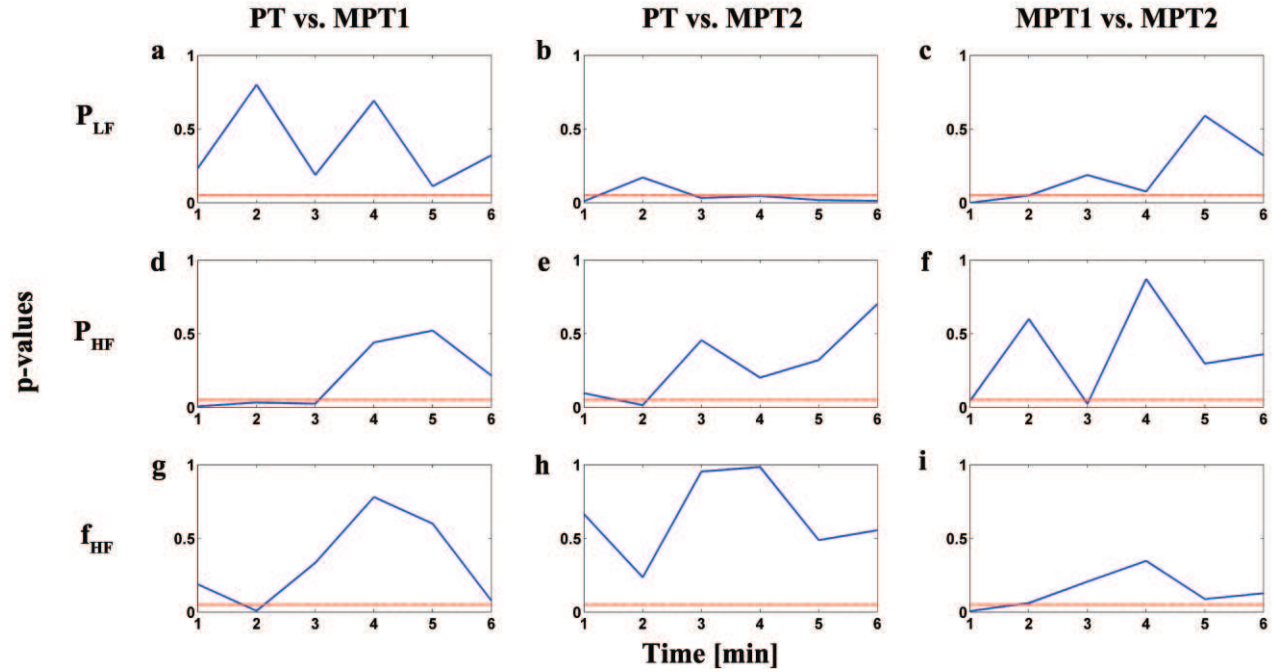 PT vs. MPT1 PT vs. MPT2 MPT1 vs. MPT2
a b c
1 1 1
P_LF 0.5 0.5 0.5
0 0 0
1 2 3 4 5 6 1 2 3 4 5 6 1 2 3 4 5 6
d e f
1 1 1
P_HF 0.5 0.5 0.5
0 0 0
1 2 3 4 5 6 1 2 3 4 5 6 1 2 3 4 5 6
p-values
g h i
1 1 1
f_HF 0.5 0.5 0.5
0 0 0
1 2 3 4 5 6 1 2 3 4 5 6 1 2 3 4 5 6
Time [min]